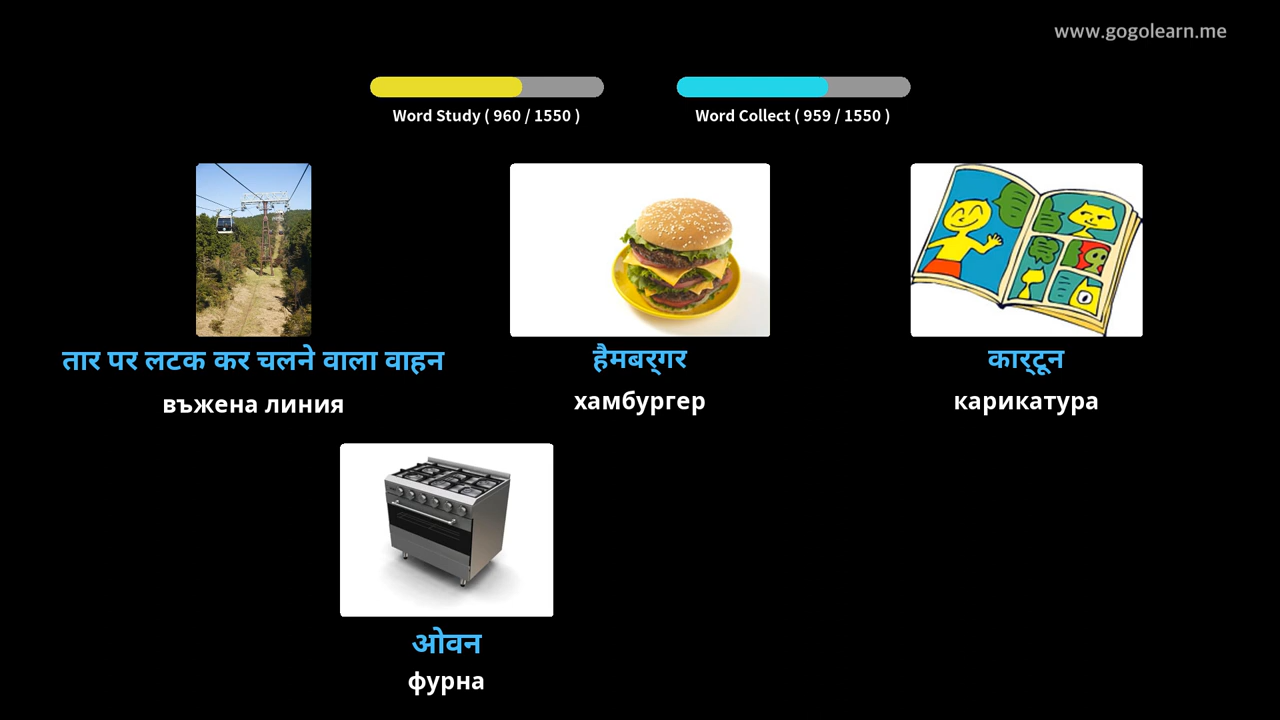 www.gogolearn.me
Word Study ( 960 / 1550 )
Word Collect ( 959 / 1550 )
तार पर लटक कर चलने वाला वाहन
हैमबर्‌गर
कार्‌टून
въжена линия
хамбургер
карикатура
ओवन
фурна